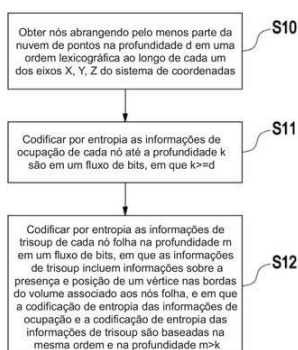 Obter nós abrangendo pelo menos parte da
nuvem de pontos na profundidade d em uma
ordem lexicográfica ao longo de cada um
dos eixos X, Y, Z do sistema de coordenadas
S10
Codificar por entropia as informações de
ocupação de cada nó até a profundidade k
são em um fluxo de bits, em que k>=d
S11
Codificar por entropia as informações de
trisoup de cada nó folha na profundidade m
em um fluxo de bits, em que as informações
de trisoup incluem informações sobre a
presença e posição de um vértice nas bordas
do volume associado aos nós folha, e em que
a codificação de entropia das informações de
ocupação e a codificação de entropia das
informações de trisoup são baseadas na
mesma ordem e na profundidade m>k
S12